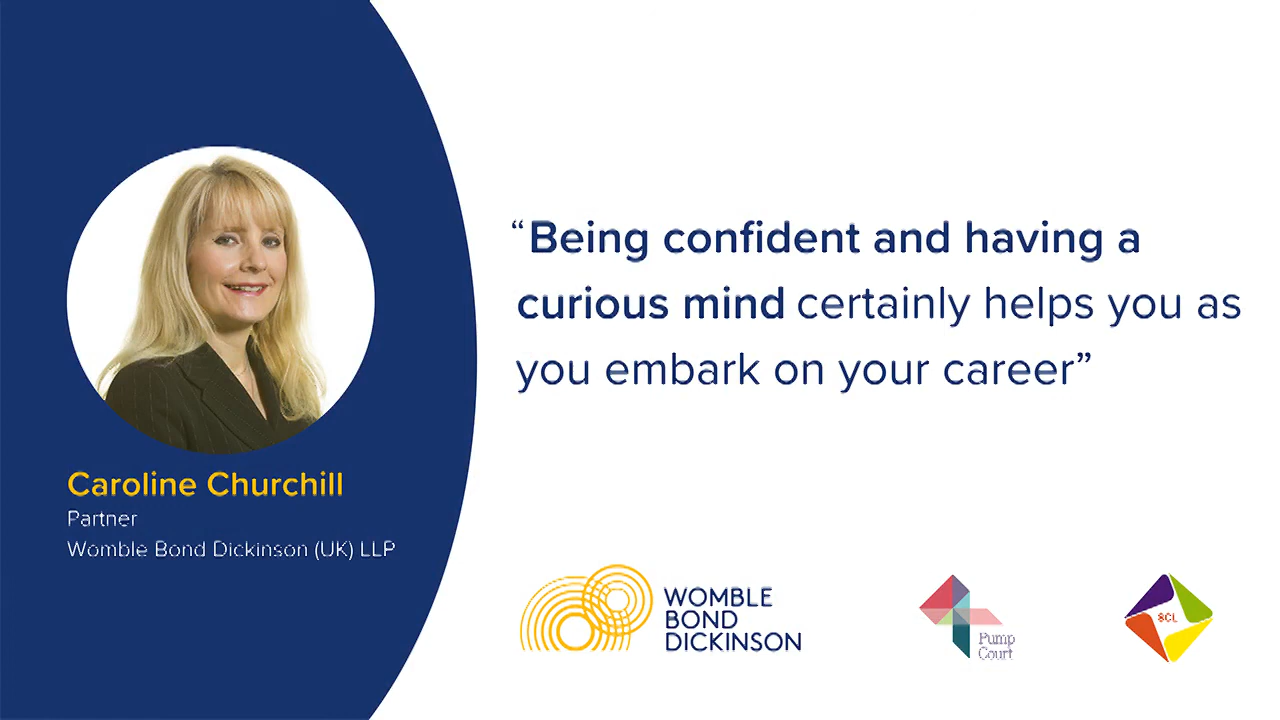 Caroline Churchill
Partner
Womble Bond Dickinson (UK) LLP
“Being confident and having a
curious mind certainly helps you as
you embark on your career”
WOMBLE
BOND
DICKINSON
4
Pump
Court
SCL